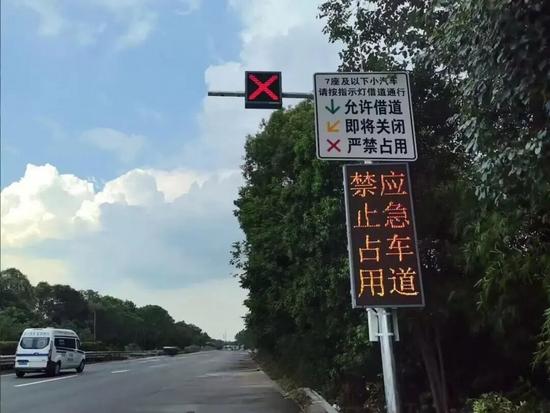 7座及以下小汽车
请按指示灯借道通行
允许借道
即将关闭
严禁占用
应急车道
禁止占用